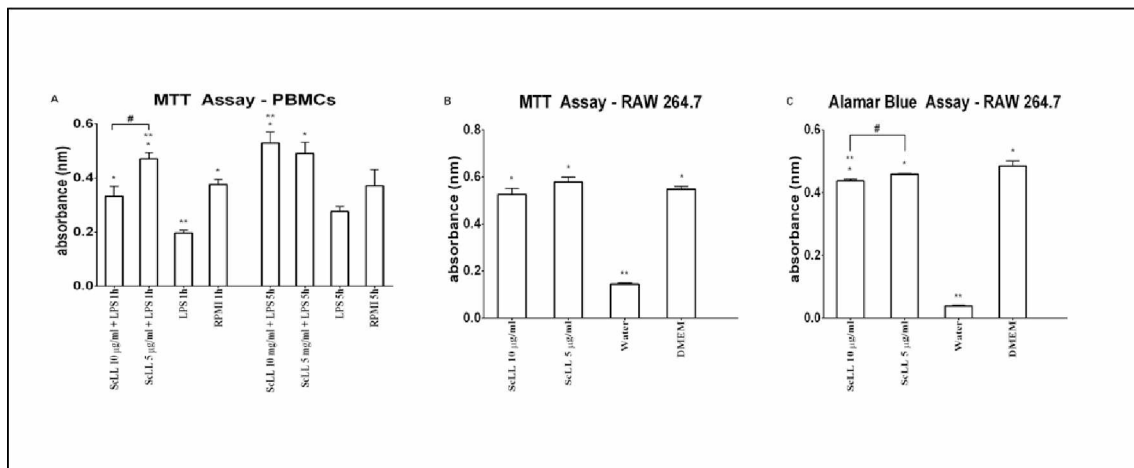 A
MTT Assay - PBMCs
absorbance (nm)
0.6
0.4
0.2
0.0
#
*
**
*
**
*
**
*
*
ScLL 10 µg/ml + LPS 1h
ScLL 5 µg/ml + LPS 1h
LPS 1h
RPMI 1h
ScLL 10 mg/ml + LPS 5h
ScLL 5 mg/ml + LPS 5h
LPS 5h
RPMI 5h
B
MTT Assay - RAW 264.7
absorbance (nm)
0.8
0.6
0.4
0.2
0.0
*
*
**
*
ScLL 10 µg/ml
ScLL 5 µg/ml
Water
DMEM
C
Alamar Blue Assay - RAW 264.7
absorbance (nm)
0.6
0.4
0.2
0.0
#
**
*
*
**
*
ScLL 10 µg/ml
ScLL 5 µg/ml
Water
DMEM